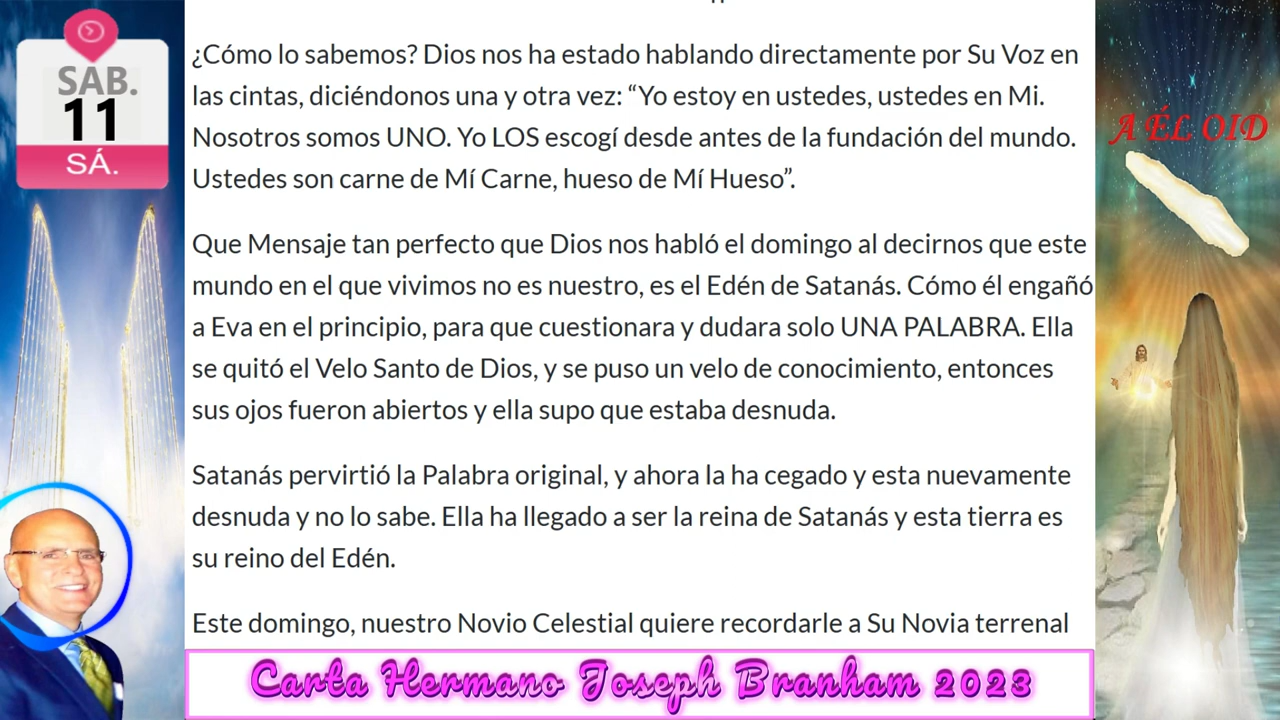 SAB.
11
SÁ.
¿Cómo lo sabemos? Dios nos ha estado hablando directamente por Su Voz en
las cintas, diciéndonos una y otra vez: “Yo estoy en ustedes, ustedes en Mi.
Nosotros somos UNO. Yo LOS escogí desde antes de la fundación del mundo.
Ustedes son carne de Mí Carne, hueso de Mí Hueso”.
Que Mensaje tan perfecto que Dios nos habló el domingo al decirnos que este
mundo en el que vivimos no es nuestro, es el Edén de Satanás. Cómo él engañó
a Eva en el principio, para que cuestionara y dudara solo UNA PALABRA. Ella
se quitó el Velo Santo de Dios, y se puso un velo de conocimiento, entonces
sus ojos fueron abiertos y ella supo que estaba desnuda.
Satanás pervirtió la Palabra original, y ahora la ha cegado y esta nuevamente
desnuda y no lo sabe. Ella ha llegado a ser la reina de Satanás y esta tierra es
su reino del Edén.
Este domingo, nuestro Novio Celestial quiere recordarle a Su Novia terrenal
Carta Hermano Joseph Branham 2023
A ÉL OID